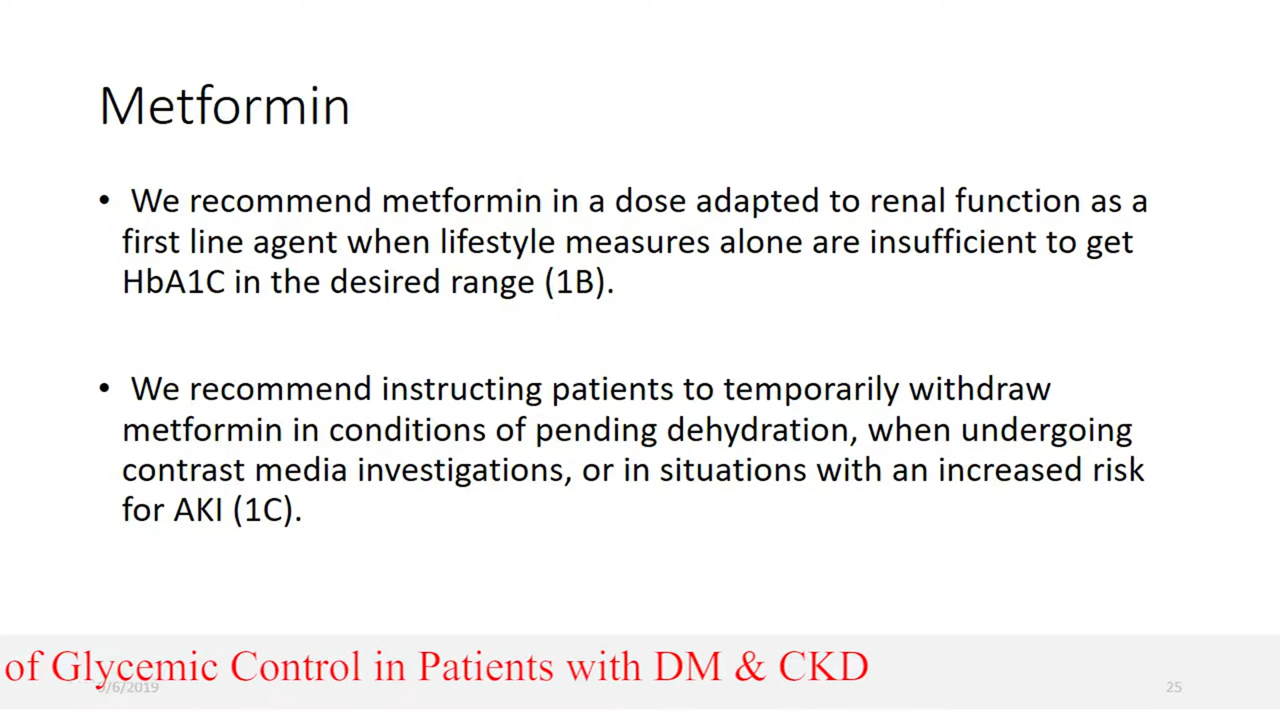 Metformin
• We recommend metformin in a dose adapted to renal function as a
first line agent when lifestyle measures alone are insufficient to get
HbA1C in the desired range (1B).
• We recommend instructing patients to temporarily withdraw
metformin in conditions of pending dehydration, when undergoing
contrast media investigations, or in situations with an increased risk
for AKI (1C).
of Glycemic Control in Patients with DM & CKD
/6/2019
25